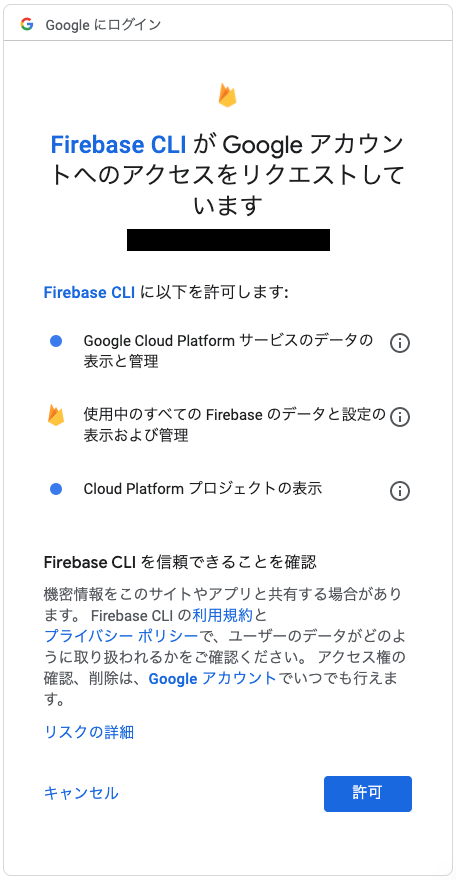 Google にログイン
Firebase CLI が Google アカウン
トへのアクセスをリクエストして
います
Firebase CLI に以下を許可します:
Google Cloud Platform サービスのデータの
表示と管理
使用中のすべての Firebase のデータと設定の
表示および管理
Cloud Platform プロジェクトの表示
Firebase CLI を信頼できることを確認
機密情報をこのサイトやアプリと共有する場合があり
ます。 Firebase CLI の利用規約と
プライバシー ポリシーで、ユーザーのデータがどのよ
うに取り扱われるかをご確認ください。 アクセス権の
確認、削除は、Google アカウントでいつでも行えま
す。
リスクの詳細
キャンセル
許可